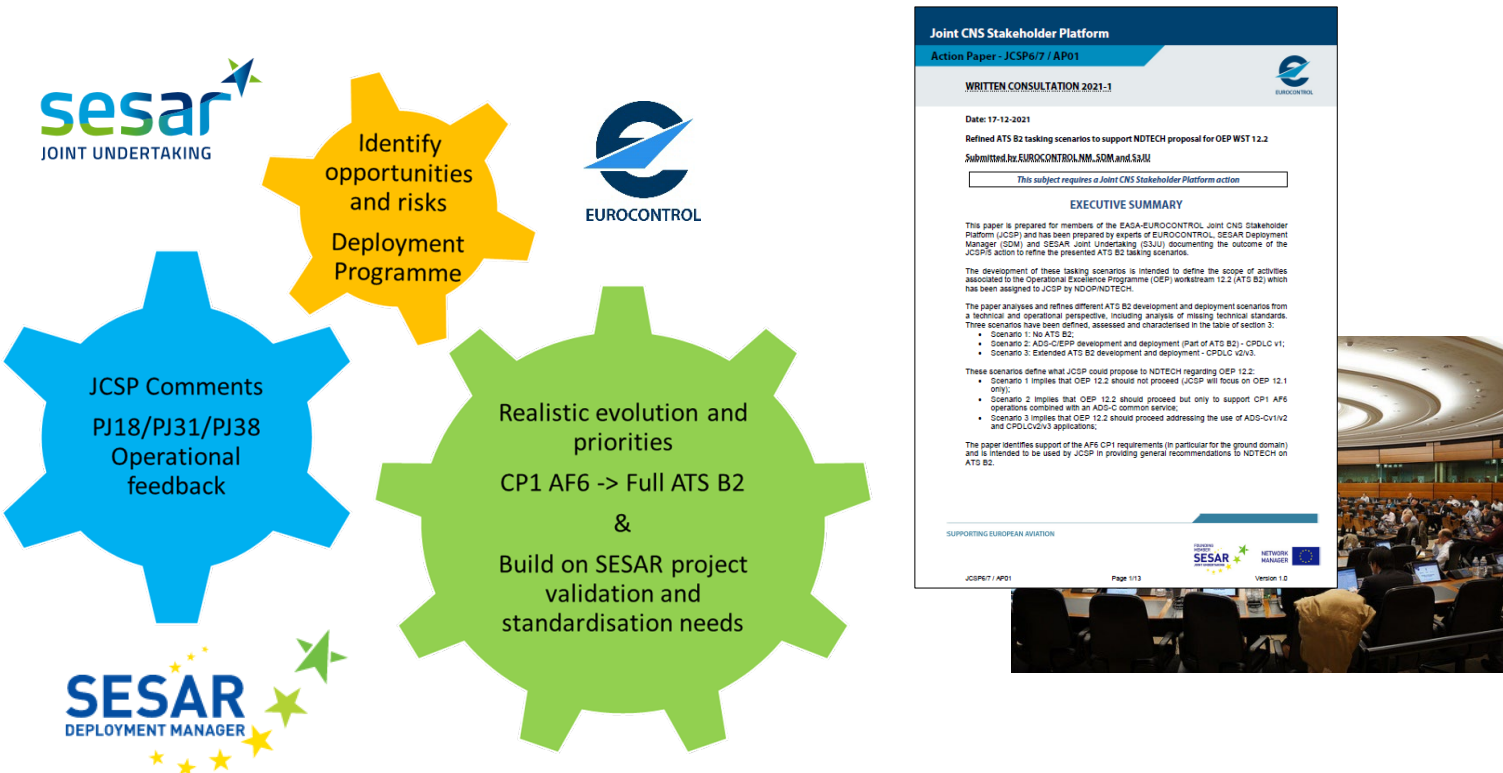 sesar
JOINT UNDERTAKING
Identify
opportunities
and risks
Deployment
Programme
EUROCONTROL
JCSP Comments
PJ18/PJ31/PJ38
Operational
feedback
Realistic evolution and
priorities
CP1 AF6 -> Full ATS B2
&
Build on SESAR project
validation and
standardisation needs
SESAR
DEPLOYMENT MANAGER
Joint CNS Stakeholder Platform
Action Paper - JCSP6/7 / AP01
EUROCONTROL
WRITTEN CONSULTATION 2021-1
Date: 17-12-2021
Refined ATS B2 tasking scenarios to support NDTECH proposal for OEP WST 12.2
Submitted by EUROCONTROL NM, SDM and S3JU
This subject requires a Joint CNS Stakeholder Platform action
EXECUTIVE SUMMARY
This paper is prepared for members of the EASA-EUROCONTROL Joint CNS Stakeholder
Platform (JCSP) and has been prepared by experts of EUROCONTROL, SESAR Deployment
Manager (SDM) and SESAR Joint Undertaking (S3JU) documenting the outcome of the
JCSP/5 action to refine the presented ATS B2 tasking scenarios.
The development of these tasking scenarios is intended to define the scope of activities
associated to the Operational Excellence Programme (OEP) workstream 12.2 (ATS B2) which
has been assigned to JCSP by NDOP/NDTECH.
The paper analyses and refines different ATS B2 development and deployment scenarios from
a technical and operational perspective, including analysis of missing technical standards.
Three scenarios have been defined, assessed and characterised in the table of section 3:
• Scenario 1: No ATS B2;
• Scenario 2: ADS-C/EPP development and deployment (Part of ATS B2) - CPDLC v1;
• Scenario 3: Extended ATS B2 development and deployment - CPDLC v2/v3.
These scenarios define what JCSP could propose to NDTECH regarding OEP 12.2:
• Scenario 1 implies that OEP 12.2 should not proceed (JCSP will focus on OEP 12.1
only);
• Scenario 2 implies that OEP 12.2 should proceed but only to support CP1 AF6
operations combined with an ADS-C common service;
• Scenario 3 implies that OEP 12.2 should proceed addressing the use of ADS-Cv1/v2
and CPDLCv2/v3 applications;
The paper identifies support of the AF6 CP1 requirements (in particular for the ground domain)
and is intended to be used by JCSP in providing general recommendations to NDTECH on
ATS B2.
SUPPORTING EUROPEAN AVIATION
FOUNDING
MEMBER
SESAR
JOINT UNDERTAKING
NETWORK
MANAGER
JCSP6/7 / AP01
Page 1/13
Version 1.0